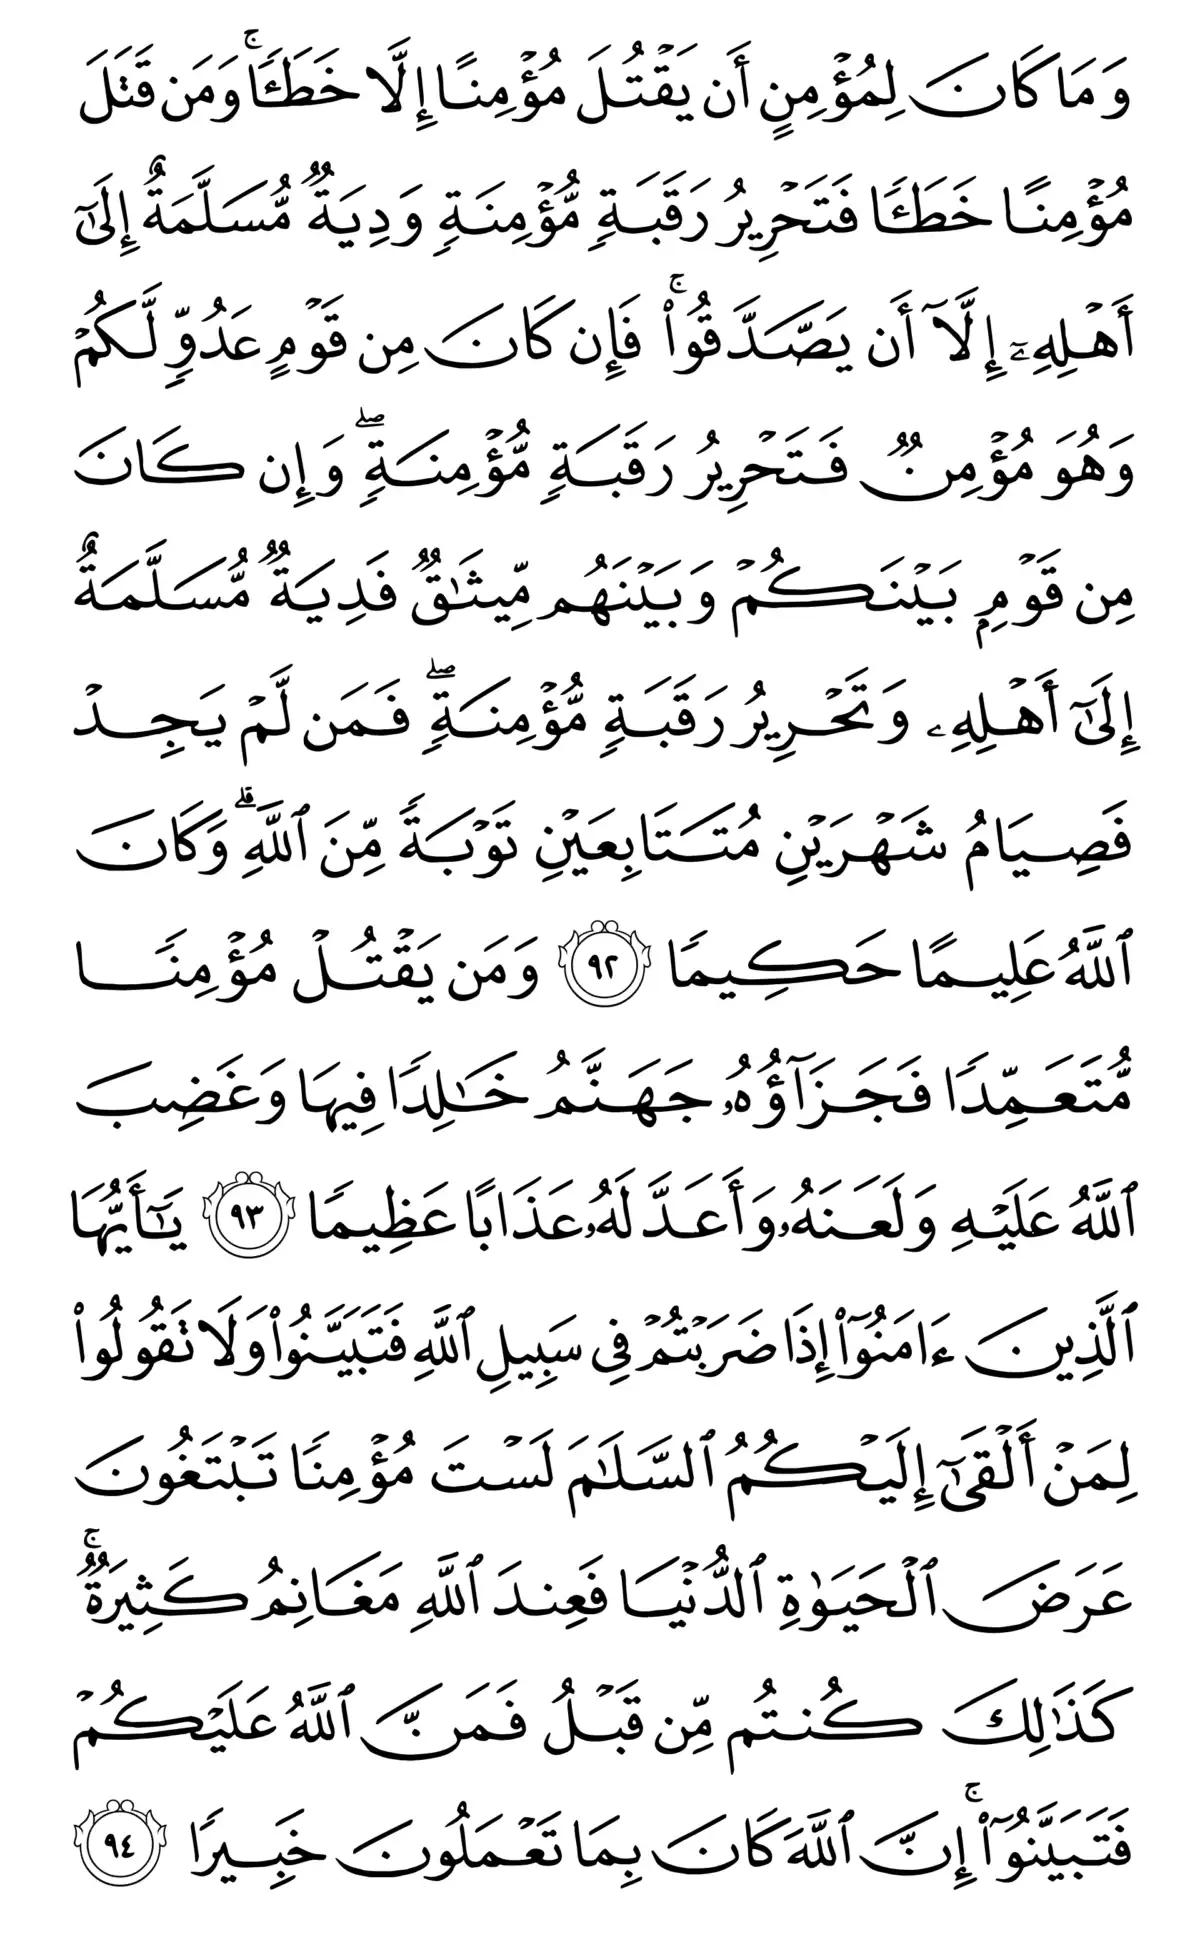 وَمَا كَانَ لِمُؤۡمِنٍ أَن يَقۡتُلَ مُؤۡمِنًا إِلَّا خَطَـٔٗاۚ وَمَن قَتَلَ
مُؤۡمِنًا خَطَـٔٗا فَتَحۡرِيرُ رَقَبَةٖ مُّؤۡمِنَةٖ وَدِيَةٞ مُّسَلَّمَةٌ إِلَىٰٓ
أَهۡلِهِۦٓ إِلَّآ أَن يَصَّدَّقُواْۚ فَإِن كَانَ مِن قَوۡمٍ عَدُوّٖ لَّكُمۡ
وَهُوَ مُؤۡمِنٞ فَتَحۡرِيرُ رَقَبَةٖ مُّؤۡمِنَةٖۖ وَإِن كَانَ
مِن قَوۡمِۭ بَيۡنَكُمۡ وَبَيۡنَهُم مِّيثَٰقٞ فَدِيَةٞ مُّسَلَّمَةٌ
إِلَىٰٓ أَهۡلِهِۦ وَتَحۡرِيرُ رَقَبَةٖ مُّؤۡمِنَةٖۖ فَمَن لَّمۡ يَجِدۡ
فَصِيَامُ شَهۡرَيۡنِ مُتَتَابِعَيۡنِ تَوۡبَةٗ مِّنَ ٱللَّهِۗ وَكَانَ
ٱللَّهُ عَلِيمًا حَكِيمٗا ٩٢ وَمَن يَقۡتُلۡ مُؤۡمِنٗا
مُّتَعَمِّدٗا فَجَزَآؤُهُۥ جَهَنَّمُ خَٰلِدٗا فِيهَا وَغَضِبَ
ٱللَّهُ عَلَيۡهِ وَلَعَنَهُۥ وَأَعَدَّ لَهُۥ عَذَابًا عَظِيمٗا ٩٣ يَٰٓأَيُّهَا
ٱلَّذِينَ ءَامَنُوٓاْ إِذَا ضَرَبۡتُمۡ فِي سَبِيلِ ٱللَّهِ فَتَبَيَّنُواْ وَلَا تَقُولُواْ
لِمَنۡ أَلۡقَىٰٓ إِلَيۡكُمُ ٱلسَّلَٰمَ لَسۡتَ مُؤۡمِنٗا تَبۡتَغُونَ
عَرَضَ ٱلۡحَيَوٰةِ ٱلدُّنۡيَا فَعِندَ ٱللَّهِ مَغَانِمُ كَثِيرَةٞۚ
كَذَٰلِكَ كُنتُم مِّن قَبۡلُ فَمَنَّ ٱللَّهُ عَلَيۡكُمۡ
فَتَبَيَّنُوٓاْۚ إِنَّ ٱللَّهَ كَانَ بِمَا تَعۡمَلُونَ خَبِيرٗا ٩٤